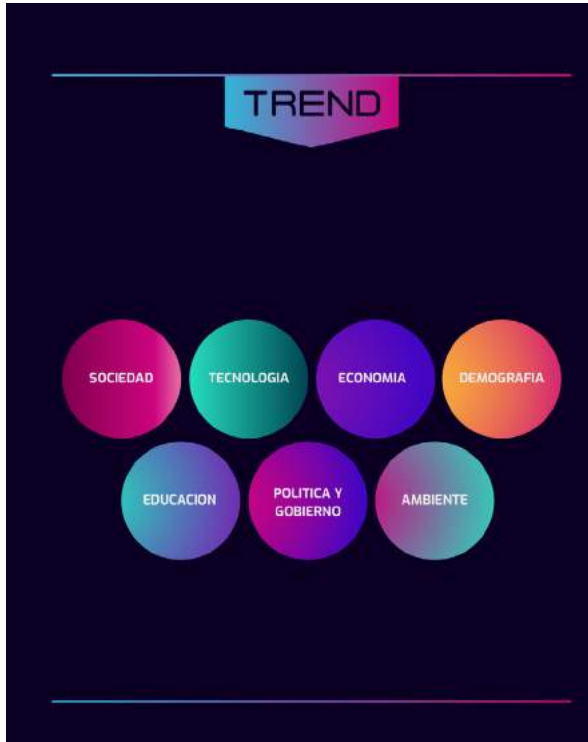 TREND
SOCIEDAD
TECNOLOGIA
ECONOMIA
DEMOGRAFIA
EDUCACION
POLITICA Y
GOBIERNO
AMBIENTE